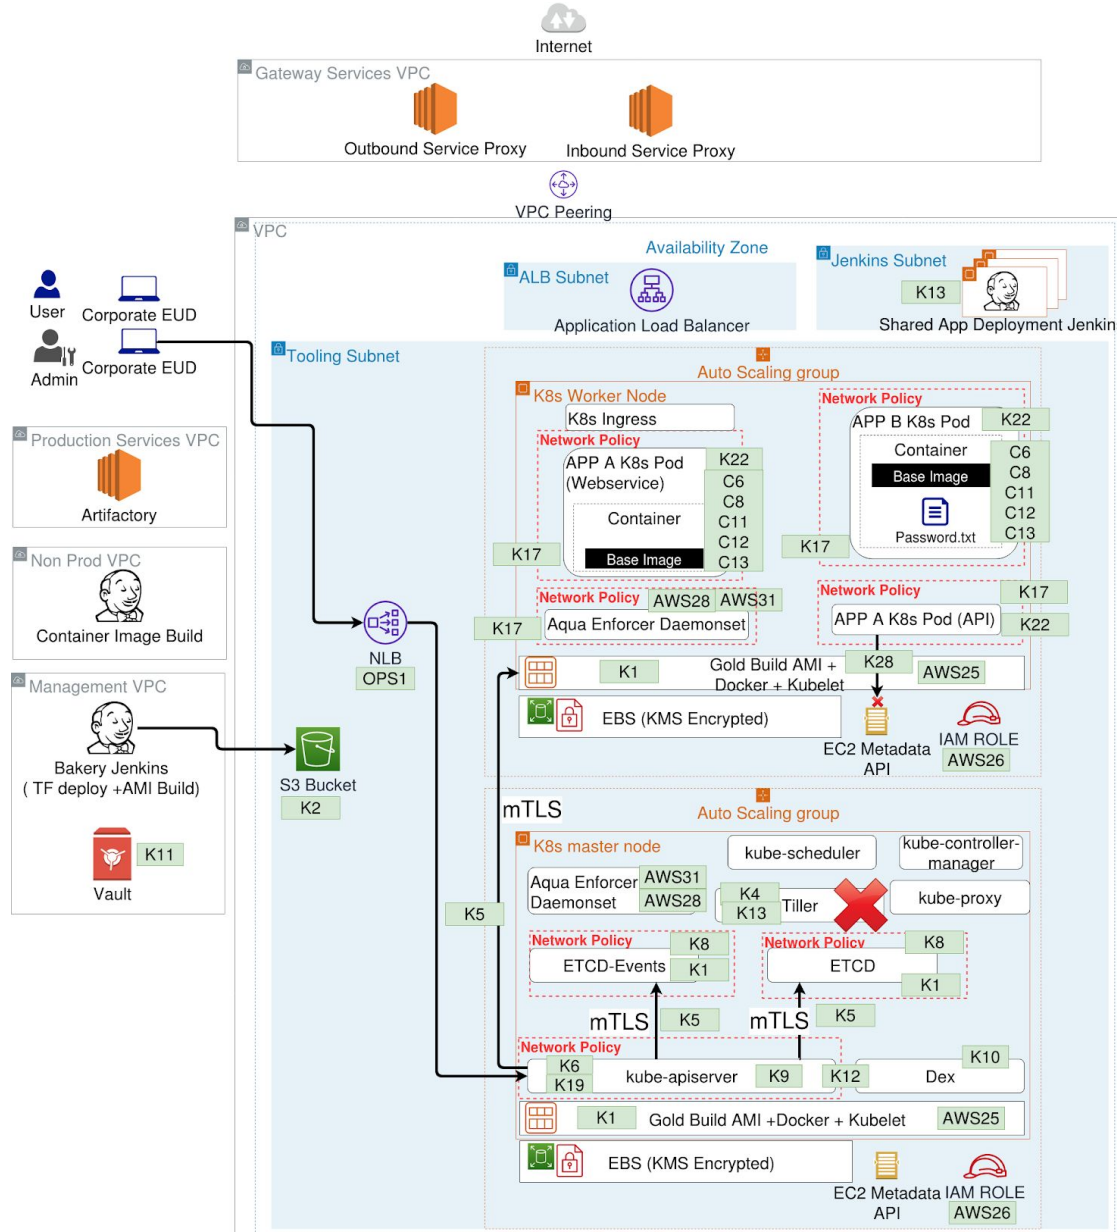 Internet
Gateway Services VPC
Outbound Service Proxy
Inbound Service Proxy
VPC Peering
VPC
Availability Zone
ALB Subnet
Application Load Balancer
Jenkins Subnet
K13
Shared App Deployment Jenkin
User
Corporate EUD
Admin
Corporate EUD
Production Services VPC
Artifactory
Non Prod VPC
Container Image Build
Management VPC
Bakery Jenkins
( TF deploy +AMI Build)
K11
Vault
Tooling Subnet
NLB
OPS1
S3 Bucket
K2
Auto Scaling group
K8s Worker Node
K8s Ingress
Network Policy
APP A K8s Pod
(Webservice)
K22
C6
C8
C11
C12
C13
Container
Base Image
K17
Network Policy
APP B K8s Pod
K22
Container
Base Image
Password.txt
C6
C8
C11
C12
C13
K17
Network Policy
AWS28
AWS31
K17
Aqua Enforcer Daemonset
Network Policy
K17
APP A K8s Pod (API)
K22
K1
Gold Build AMI +
Docker + Kubelet
K28
AWS25
EBS (KMS Encrypted)
EC2 Metadata
API
IAM ROLE
AWS26
mTLS
K5
Auto Scaling group
K8s master node
kube-scheduler
kube-controller-
manager
Aqua Enforcer
Daemonset
AWS31
AWS28
K4
K13
Tiller
kube-proxy
Network Policy
K8
ETCD-Events
K1
Network Policy
K8
ETCD
K1
mTLS
K5
mTLS
K5
Network Policy
K6
K19
kube-apiserver
K9
K12
Dex
K10
K1
Gold Build AMI +Docker + Kubelet
AWS25
EBS (KMS Encrypted)
EC2 Metadata
API
IAM ROLE
AWS26